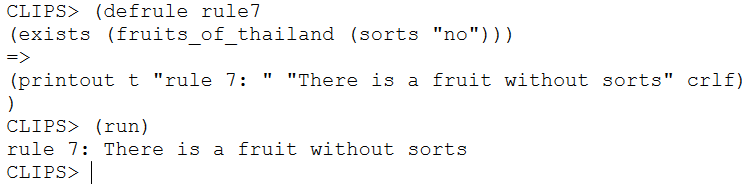 CLIPS> (defrule rule7
(exists (fruits_of_thailand (sorts "no")))
=>
(printout t "rule 7: " "There is a fruit without sorts" crlf)
)
CLIPS> (run)
rule 7: There is a fruit without sorts
CLIPS>